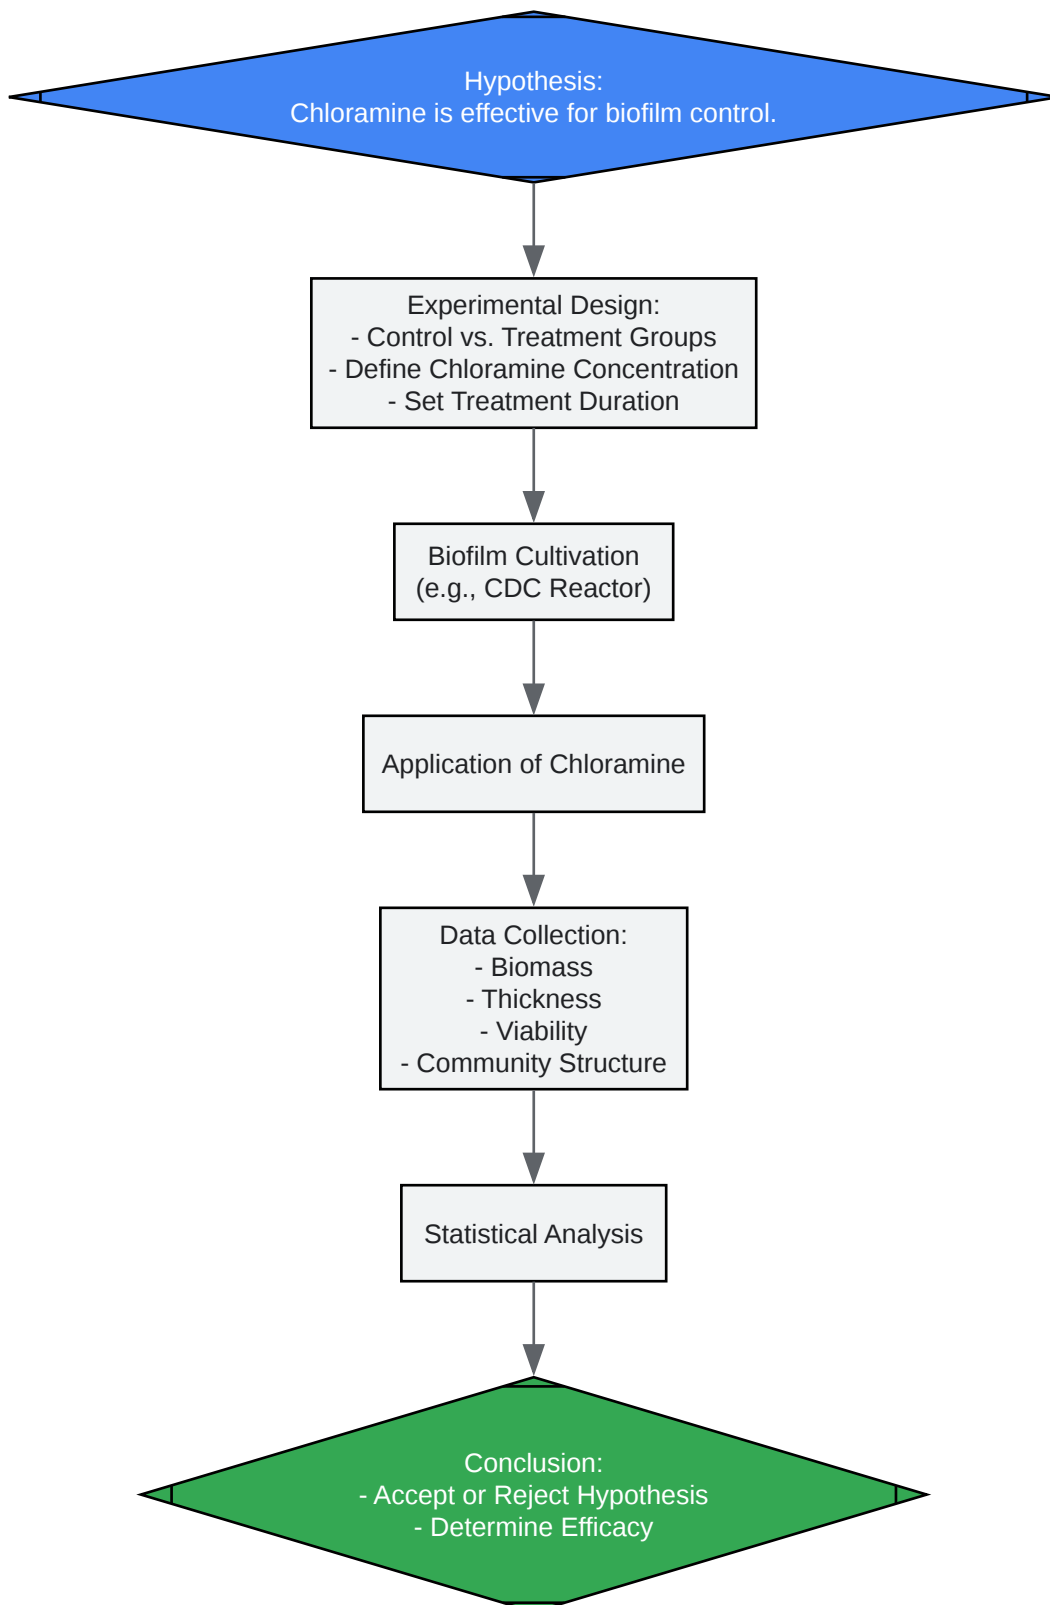 Hypothesis:
Chloramine is effective for biofilm control.
Experimental Design:
- Control vs. Treatment Groups
- Define Chloramine Concentration
- Set Treatment Duration
Biofilm Cultivation
(e.g., CDC Reactor)
Application of Chloramine
Data Collection:
- Biomass
- Thickness
- Viability
- Community Structure
Statistical Analysis
Conclusion:
- Accept or Reject Hypothesis
- Determine Efficacy